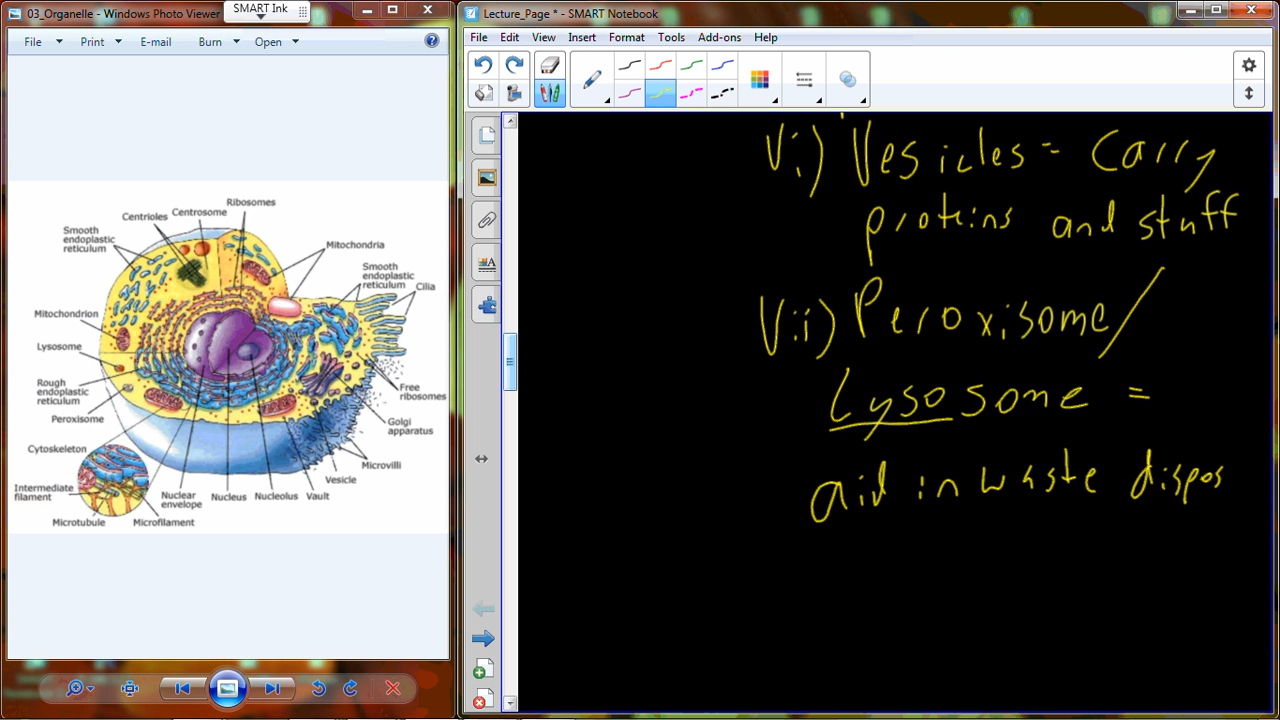 03_Organelle - Windows Photo Viewer
SMART Ink
File Print Burn E-mail Open
Centrioles
Centrosome
Ribosomes
Smooth
endoplastic
reticulum
Mitochondria
Smooth
endoplastic
reticulum
Cilia
Mitochondrion
Lysosome
Rough
endoplastic
reticulum
Peroxisome
Free
ribosomes
Golgi
apparatus
Cytoskeleton
Microvilli
Vesicle
Intermediate
filament
Nuclear
envelope
Nucleus
Nucleolus
Vault
Microtubule
Microfilament
Lecture_Page * - SMART Notebook
File Edit View Insert Format Tools Add-ons Help
Vi) Vesicles - Carry
proteins and stuff
Vii) Peroxisome/
Lysosome =
aid in waste dispos